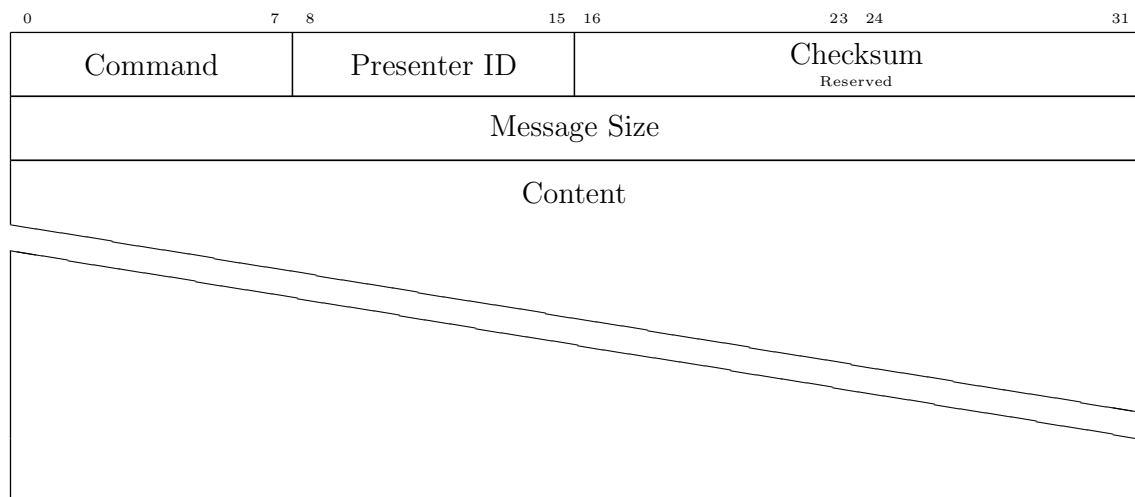 0 7 8 15 16 23 24 31
Command Presenter ID Checksum
Reserved
Message Size
Content